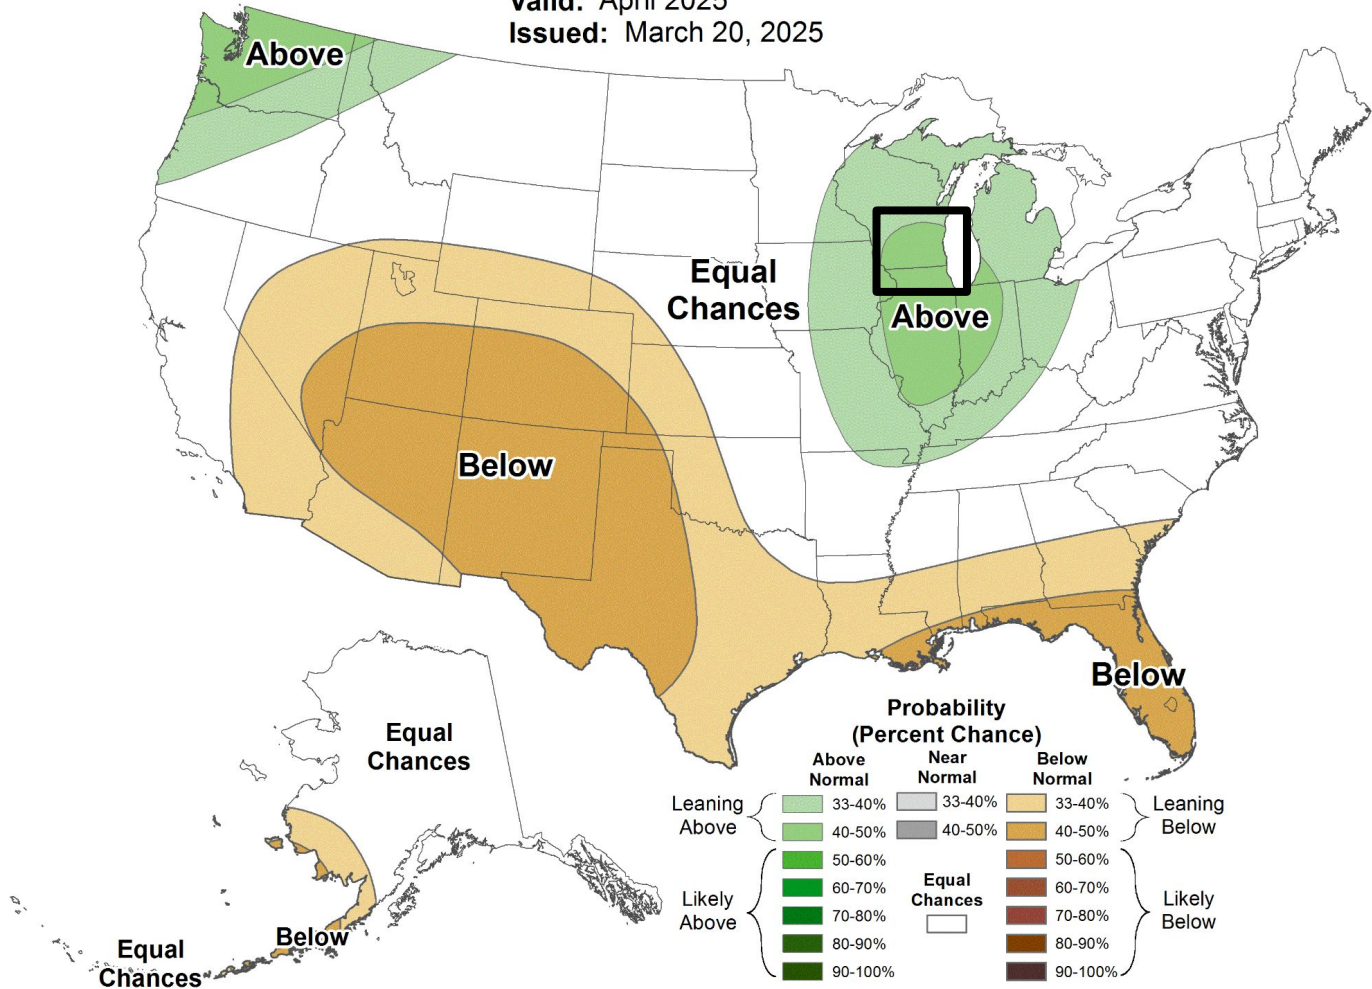 Valid: April 2025
Issued: March 20, 2025
Above
Equal
Chances
Above
Below
Below
Equal
Chances
Below
Equal
Chances
Probability
(Percent Chance)
Above
Normal
Near
Normal
Below
Normal
Leaning
Above
33-40%
33-40%
33-40%
Leaning
Below
40-50%
40-50%
40-50%
Likely
Above
50-60%
60-70%
70-80%
80-90%
90-100%
Equal
Chances
50-60%
60-70%
70-80%
80-90%
90-100%
Likely
Below